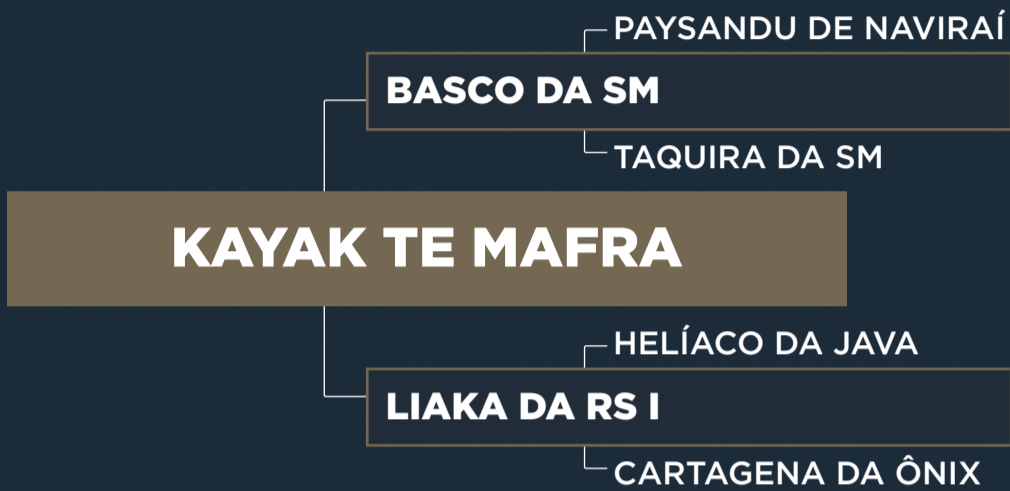 PAYSANDU DE NAVIRAÍ
BASCO DA SM
TAQUIRA DA SM
KAYAK TE MAFRA
HELÍACO DA JAVA
LIAKA DA RS I
CARTAGENA DA ÔNIX